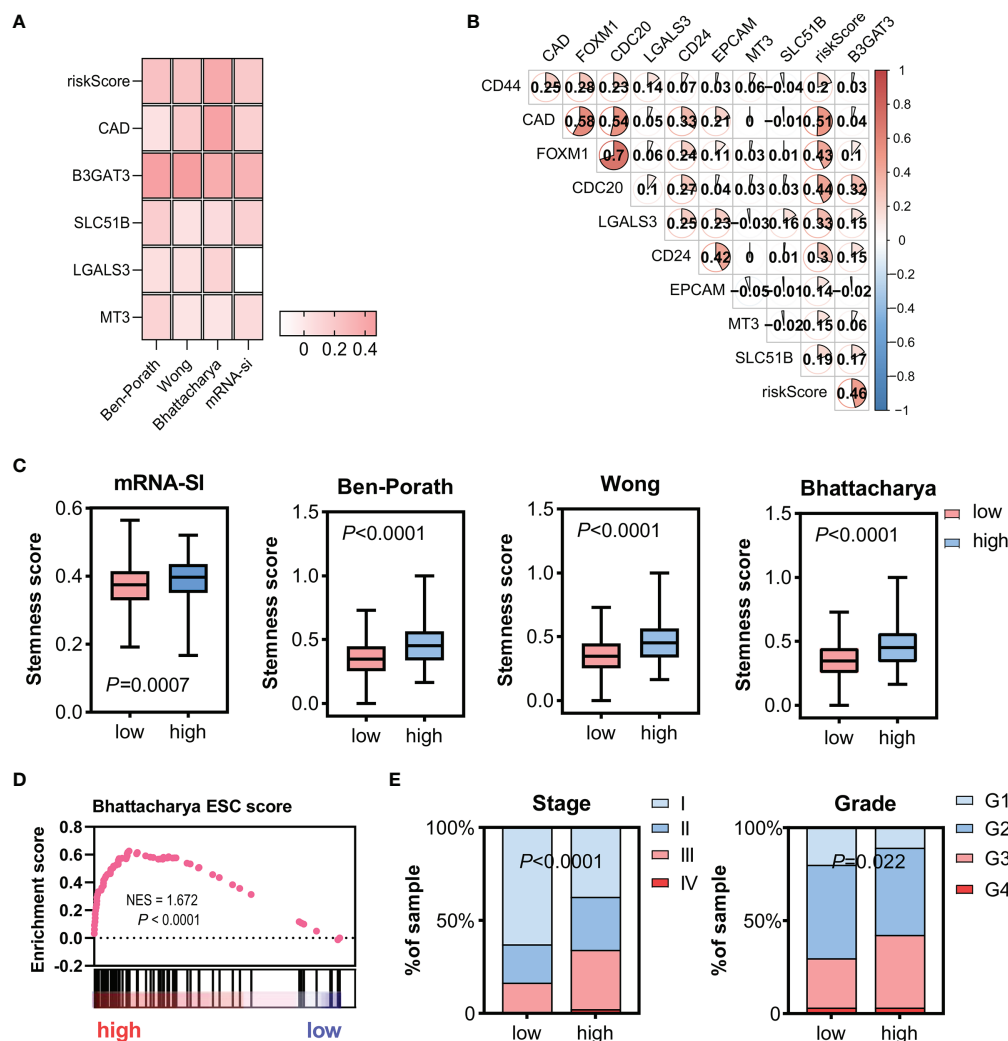 A
riskScore
CAD
B3GAT3
SLC51B
LGALS3
MT3
Ben-Porath
Wong
Bhattacharya
mRNA-si
0 0.2 0.4
B
CAD FOXM1 CDC20 LGALS3 CD24 EPCAM MT3 SLC51B riskScore B3GAT3
CD44 0.25 0.28 0.23 0.14 0.07 0.03 0.06 −0.04 0.2 0.03
CAD 0.58 0.54 0.05 0.33 0.21 0 −0.01 0.51 0.04
FOXM1 0.7 0.06 0.24 0.11 0.03 0.01 0.43 0.1
CDC20 0.1 0.27 0.04 0.03 0.03 0.44 0.32
LGALS3 0.25 0.23 −0.03 0.16 0.33 0.15
CD24 0.42 0 0.01 0.3 0.15
EPCAM −0.05 −0.01 0.14 −0.02
MT3 −0.02 0.15 0.06
SLC51B 0.19 0.17
riskScore 0.46
1
0.8
0.6
0.4
0.2
0
−0.2
−0.4
−0.6
−0.8
−1
C
mRNA-SI
Stemness score
0.6
0.4
0.2
0.0
P=0.0007
low high
Ben-Porath
Stemness score
1.5
1.0
0.5
0.0
P<0.0001
low high
Wong
Stemness score
1.5
1.0
0.5
0.0
P<0.0001
low high
Bhattacharya
Stemness score
1.5
1.0
0.5
0.0
P<0.0001
low high
low
high
D
Bhattacharya ESC score
Enrichment score
0.8
0.6
0.4
0.2
0.0
-0.2
NES = 1.672
P < 0.0001
high low
E
Stage
%of sample
100%
50%
0
P<0.0001
low high
I
II
III
IV
Grade
%of sample
100%
50%
0
P=0.022
low high
G1
G2
G3
G4